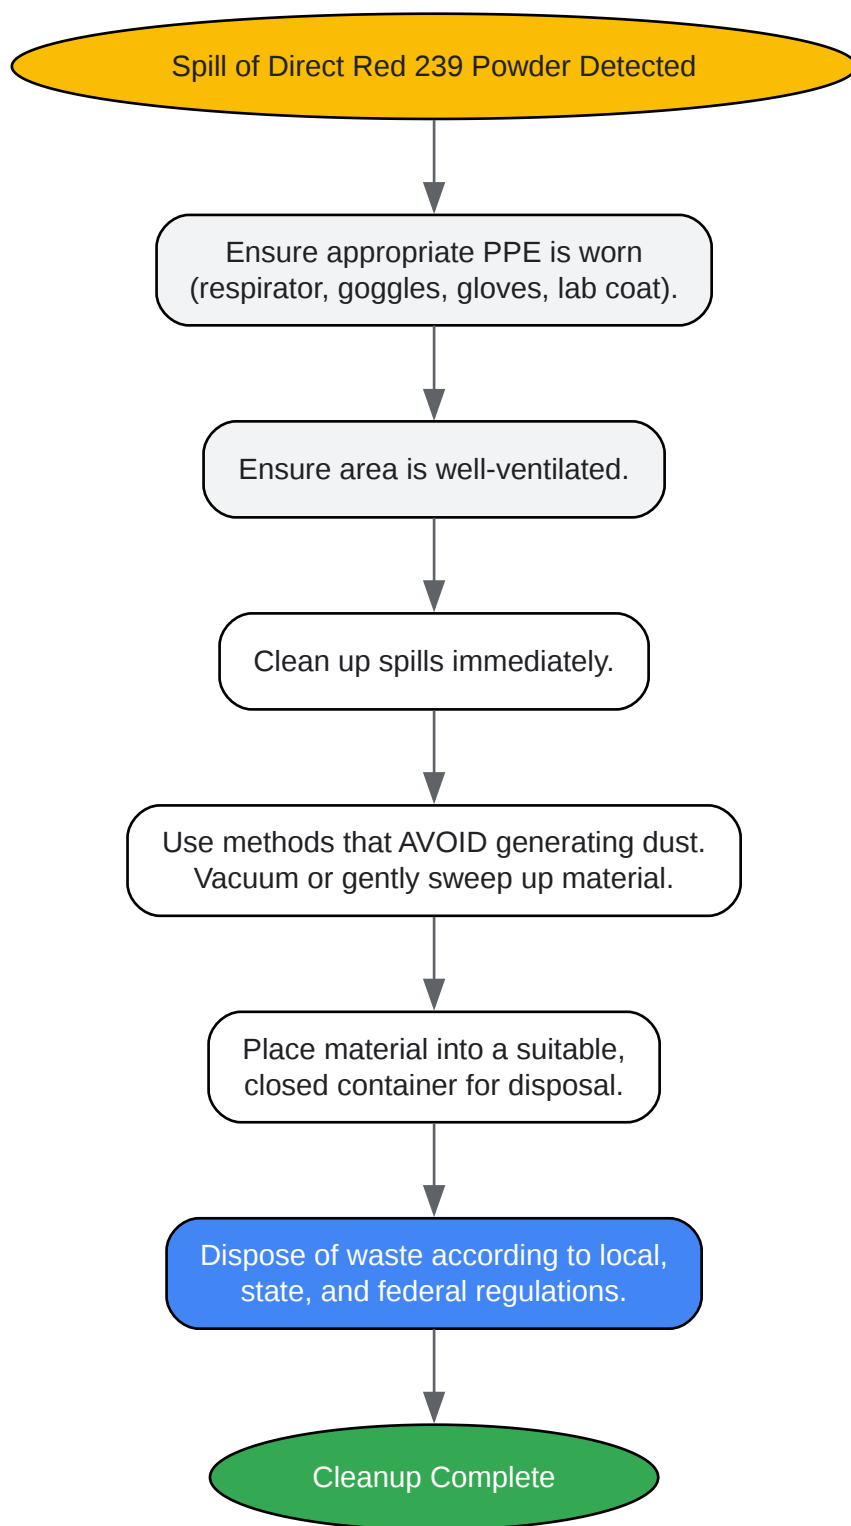 Spill of Direct Red 239 Powder Detected
Ensure appropriate PPE is worn
(respirator, goggles, gloves, lab coat).
Ensure area is well-ventilated.
Clean up spills immediately.
Use methods that AVOID generating dust.
Vacuum or gently sweep up material.
Place material into a suitable,
closed container for disposal.
Dispose of waste according to local,
state, and federal regulations.
Cleanup Complete